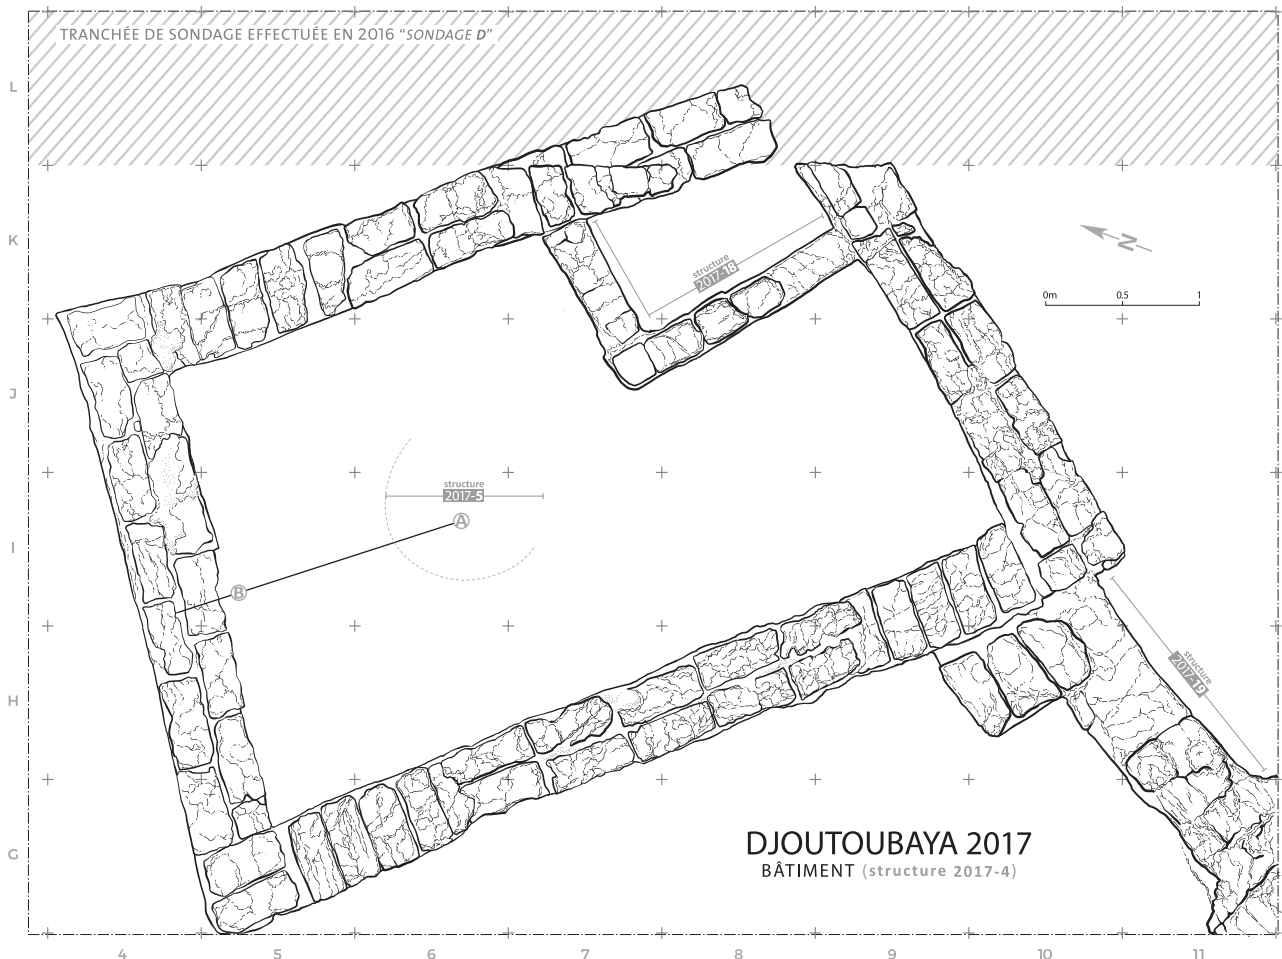 TRANCHÉE DE SONDAGE EFFECTUÉE EN 2016 “SONDAGE D”
L
K
J
I
H
G
structure
2017-18
N
0m 0.5 1
structure
2017-5
A
B
structure
2017-19
DJOUTOUBAYA 2017
BÂTIMENT (structure 2017-4)
4 5 6 7 8 9 10 11